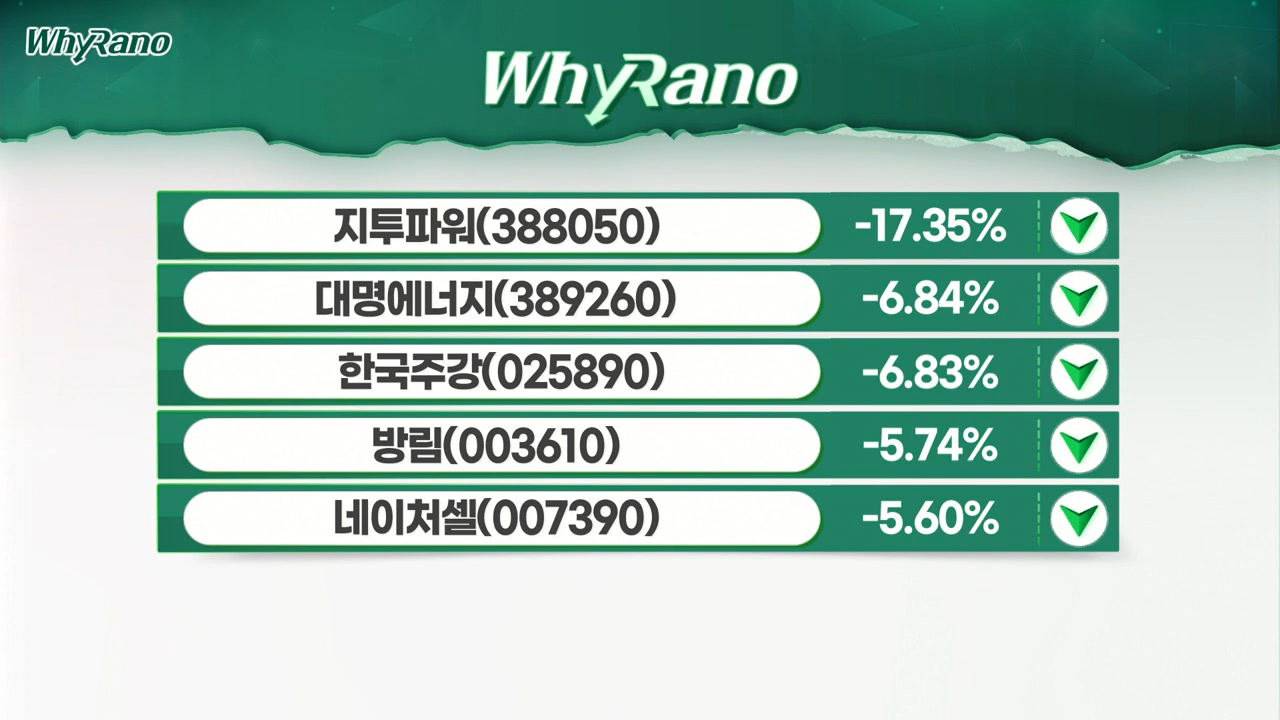 WhyRano
WhyRano
지투파워(388050) -17.35%
대명에너지(389260) -6.84%
한국주강(025890) -6.83%
방림(003610) -5.74%
네이처셀(007390) -5.60%